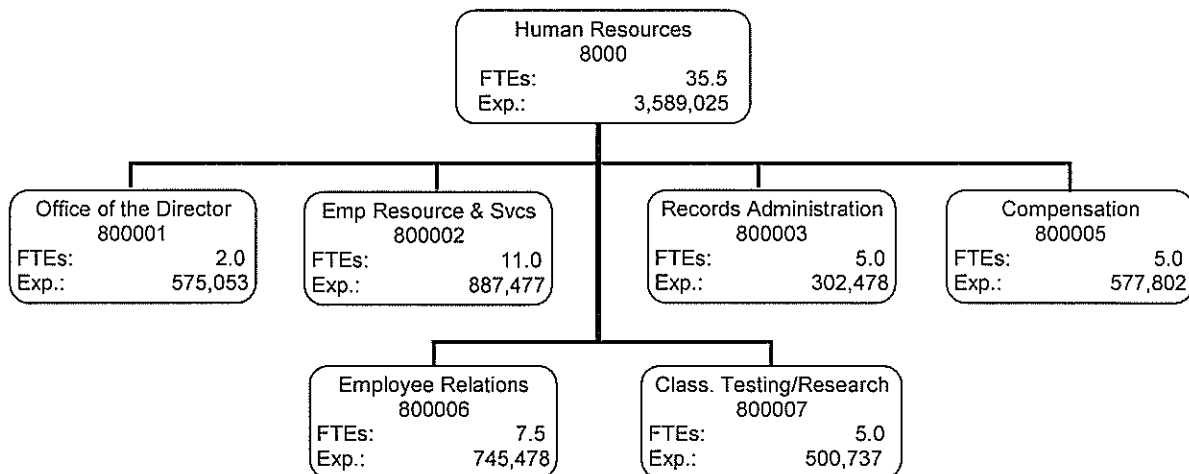 Human Resources
8000
FTEs: 35.5
Exp.: 3,589,025
Office of the Director
800001
FTEs: 2.0
Exp.: 575,053
Emp Resource & Svcs
800002
FTEs: 11.0
Exp.: 887,477
Records Administration
800003
FTEs: 5.0
Exp.: 302,478
Compensation
800005
FTEs: 5.0
Exp.: 577,802
Employee Relations
800006
FTEs: 7.5
Exp.: 745,478
Class. Testing/Research
800007
FTEs: 5.0
Exp.: 500,737